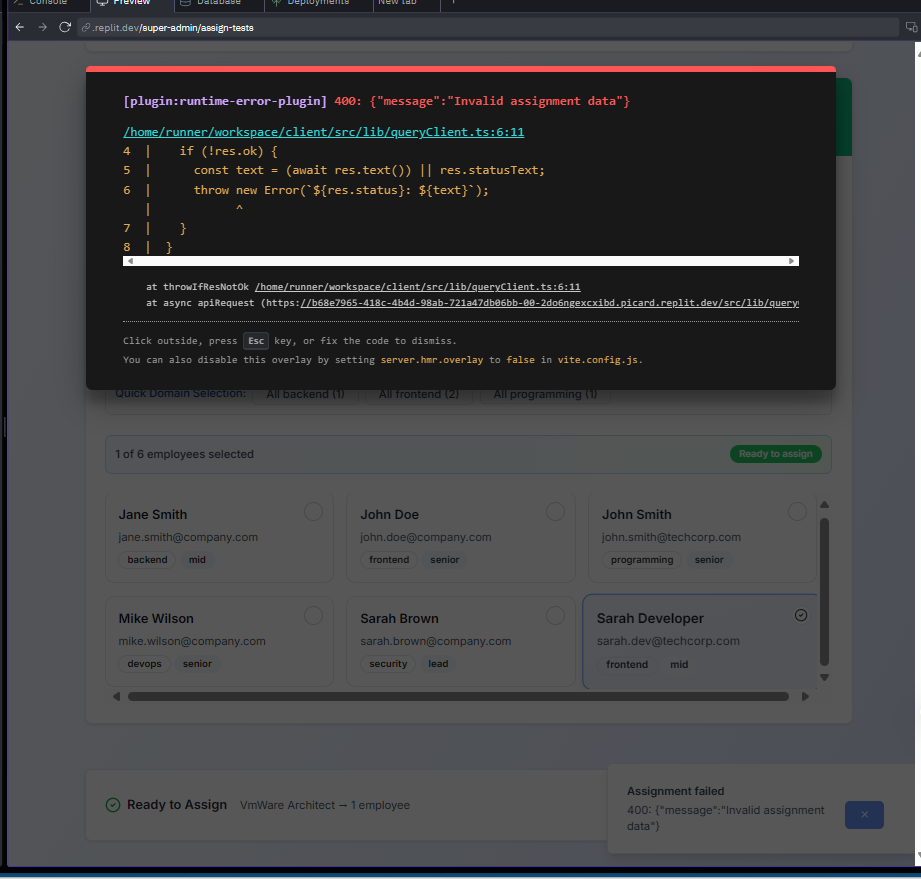 Console
Preview
Database
Deployments
New tab
.replit.dev/super-admin/assign-tests
[plugin:runtime-error-plugin] 400: {"message":"Invalid assignment data"}
/home/runner/workspace/client/src/lib/queryClient.ts:6:11
4 | if (!res.ok) {
5 | const text = (await res.text()) || res.statusText;
6 | throw new Error(`${res.status}: ${text}`);
| ^
7 | }
8 | }
at throwIfResNotOk /home/runner/workspace/client/src/lib/queryClient.ts:6:11
at async apiRequest (https://b68e7965-418c-4b4d-98ab-721a47db06bb-00-2do6ngexcxibd.picard.replit.dev/src/lib/query
Click outside, press Esc key, or fix the code to dismiss.
You can also disable this overlay by setting server.hmr.overlay to false in vite.config.js.
Quick Domain Selection: All backend (1) All frontend (2) All programming (1)
1 of 6 employees selected
Ready to assign
Jane Smith
jane.smith@company.com
backend mid
John Doe
john.doe@company.com
frontend senior
John Smith
john.smith@techcorp.com
programming senior
Mike Wilson
mike.wilson@company.com
devops senior
Sarah Brown
sarah.brown@company.com
security lead
Sarah Developer
sarah.dev@techcorp.com
frontend mid
Ready to Assign VmWare Architect → 1 employee
Assignment failed
400: {"message":"Invalid assignment
data"}